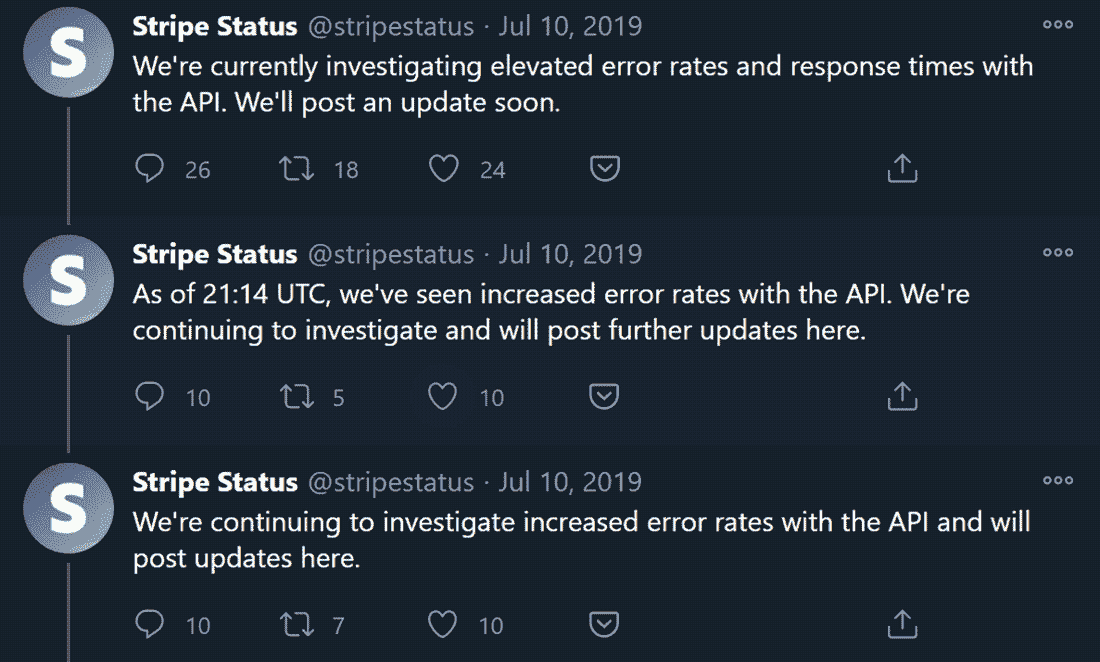 S
Stripe Status @stripestatus · Jul 10, 2019
We're currently investigating elevated error rates and response times with
the API. We'll post an update soon.
26 18 24
S
Stripe Status @stripestatus · Jul 10, 2019
As of 21:14 UTC, we've seen increased error rates with the API. We're
continuing to investigate and will post further updates here.
10 5 10
S
Stripe Status @stripestatus · Jul 10, 2019
We're continuing to investigate increased error rates with the API and will
post updates here.
10 7 10